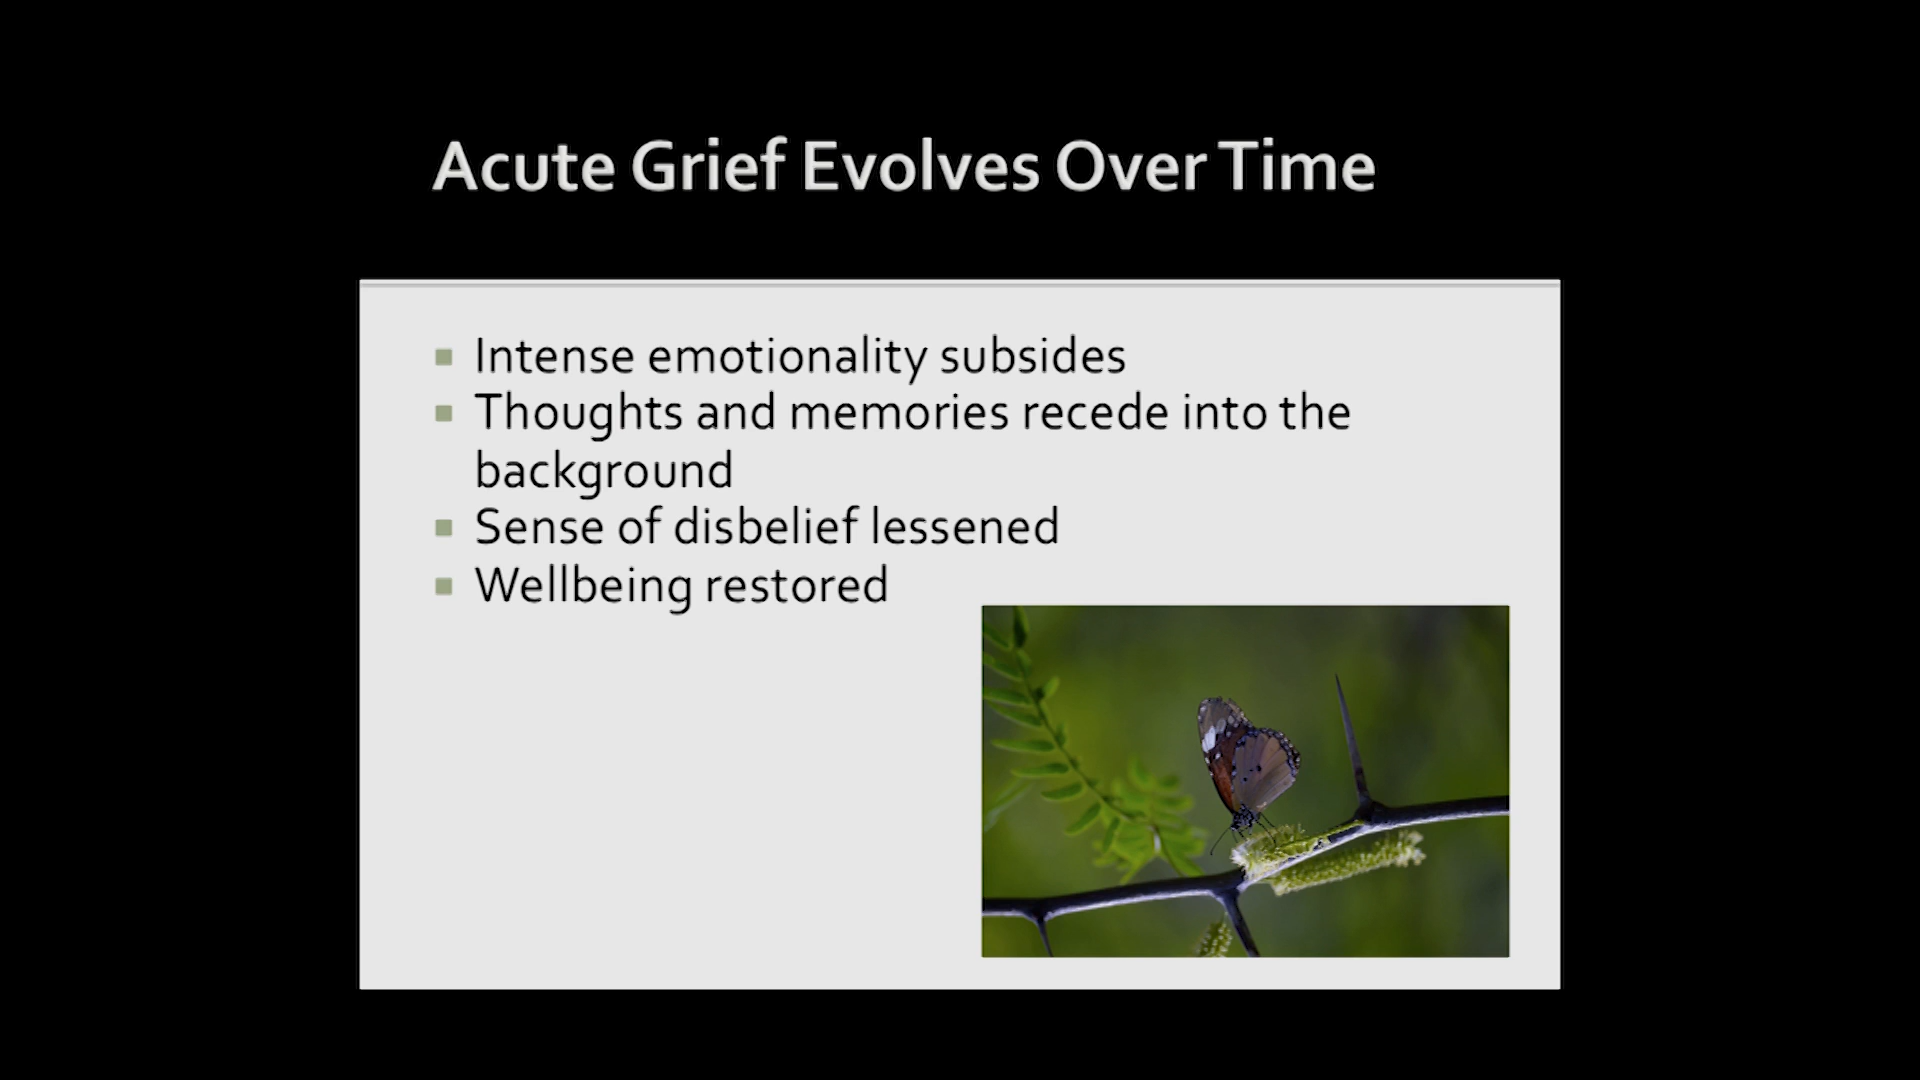 Acute Grief Evolves Over Time
Intense emotionality subsides
Thoughts and memories recede into the
background
Sense of disbelief lessened
Wellbeing restored